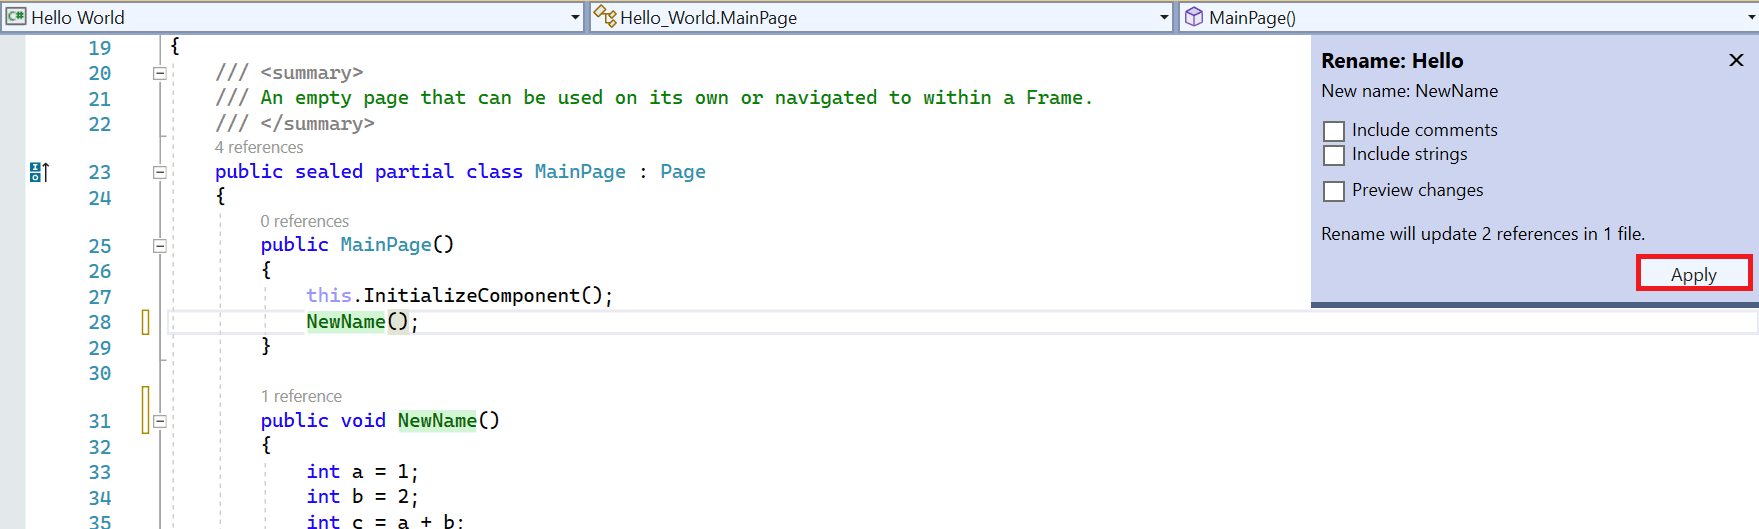 C# Hello World
Hello_World.MainPage
MainPage()
19 {
20 /// <summary>
21 /// An empty page that can be used on its own or navigated to within a Frame.
22 /// </summary>
4 references
23 public sealed partial class MainPage : Page
24 {
0 references
25 public MainPage()
26 {
27 this.InitializeComponent();
28 NewName();
29 }
30
1 reference
31 public void NewName()
32 {
33 int a = 1;
34 int b = 2;
35 int c = a + b;
Rename: Hello
New name: NewName
Include comments
Include strings
Preview changes
Rename will update 2 references in 1 file.
Apply